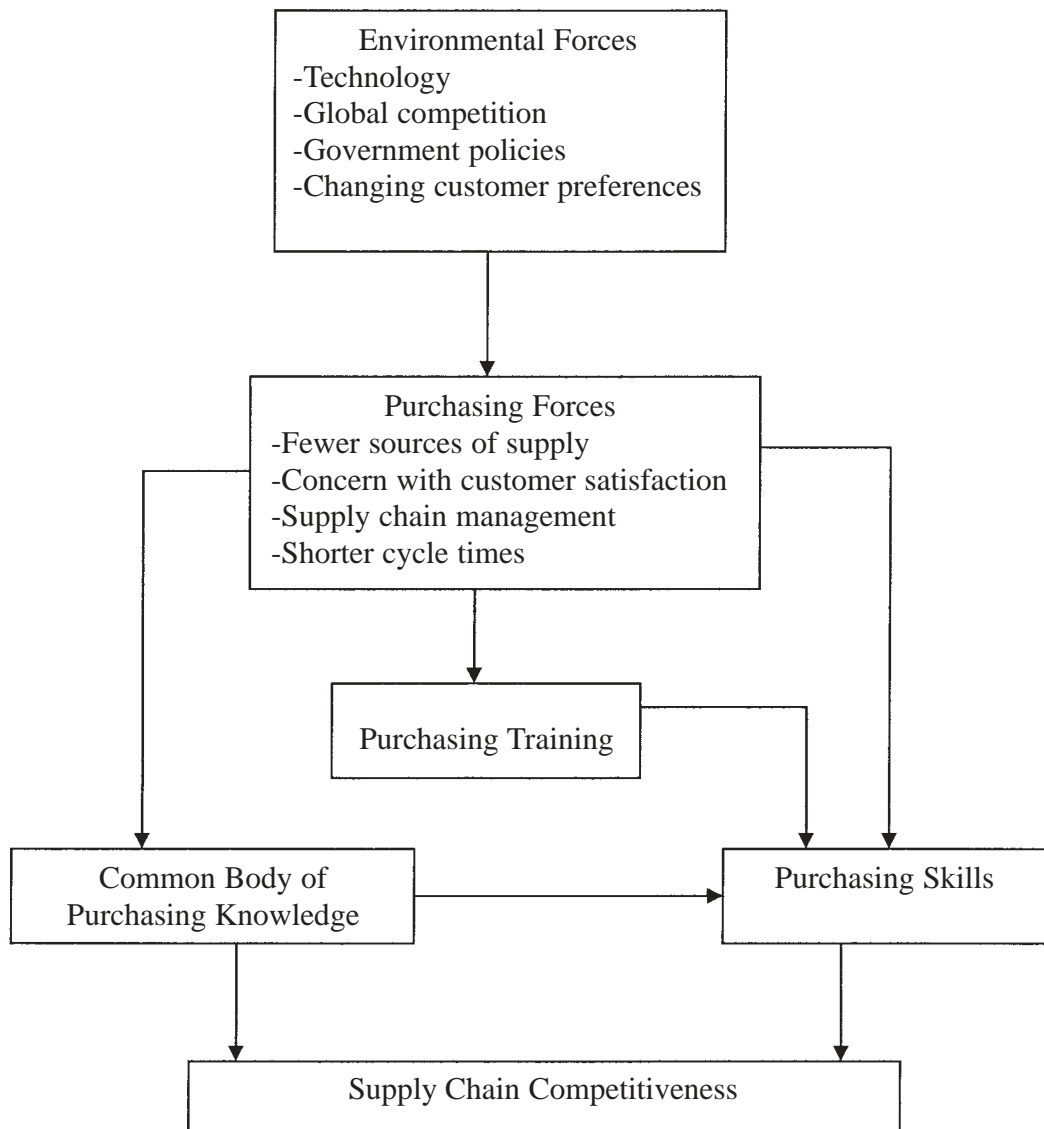 Environmental Forces
-Technology
-Global competition
-Government policies
-Changing customer preferences
Purchasing Forces
-Fewer sources of supply
-Concern with customer satisfaction
-Supply chain management
-Shorter cycle times
Purchasing Training
Common Body of
Purchasing Knowledge
Purchasing Skills
Supply Chain Competitiveness